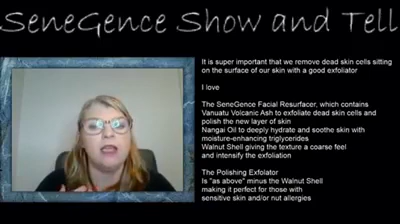 SeneGence Show and Tell
It is super important that we remove dead skin cells sitting
on the surface of our skin with a good exfoliator
I love
The SeneGence Facial Resurfacer, which contains
Vanuatu Volcanic Ash to exfoliate dead skin cells and
polish the new layer of skin
Nangai Oil to deeply hydrate and soothe skin with
moisture-enhancing triglycerides
Walnut Shell giving the texture a coarse feel
and intensify the exfoliation
The Polishing Exfolator
Is "as above" minus the Walnut Shell
making it perfect for those with
sensitive skin and/or nut allergies